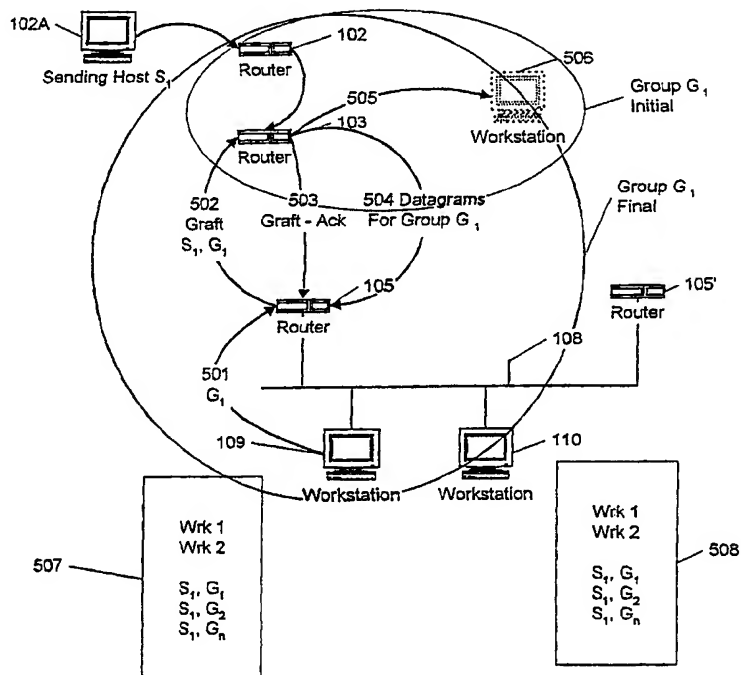 102A
Sending Host S1
102
Router
506
505
Workstation
Group G1
Initial
103
Router
502
Graft
S1, G1
503
Graft - Ack
504 Datagrams
For Group G1
Group G1
Final
105
Router
105'
Router
108
501
G1
109
Workstation
110
Workstation
507
Wrk 1
Wrk 2
S1, G1
S1, G2
S1, Gn
Wrk 1
Wrk 2
S1, G1
S1, G2
S1, Gn
508